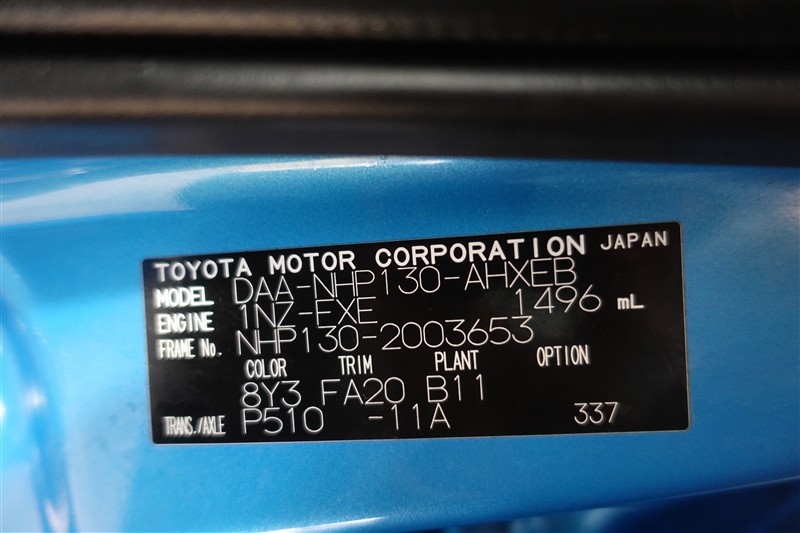 TOYOTA MOTOR CORPORATION JAPAN
MODEL DAA-NHP130-AHXEB
ENGINE 1NZ-EXE 1496 mL
FRAME No. NHP130-2003653
COLOR TRIM PLANT OPTION
8Y3 FA20 B11
TRANS./AXLE P510 -11A 337